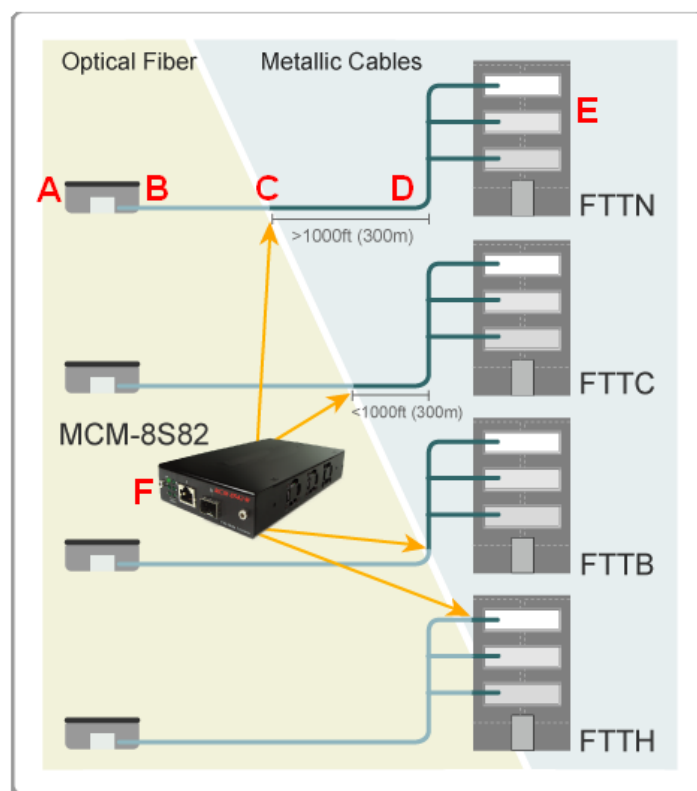 Optical Fiber
Metallic Cables
E
A
B
C
D
FTTN
>1000ft (300m)
FTTC
<1000ft (300m)
MCM-8S82
F
FTTB
FTTH